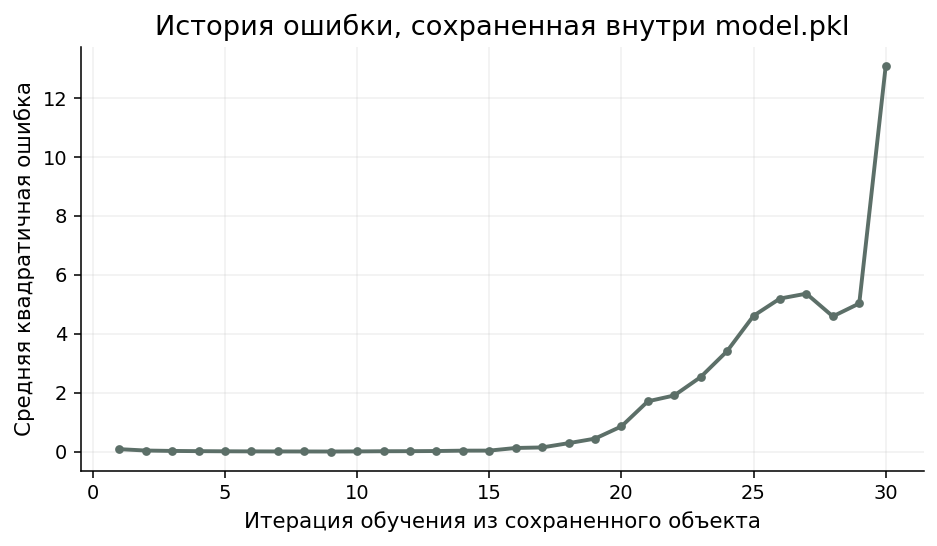 История ошибки, сохраненная внутри model.pkl
Средняя квадратичная ошибка
12
10
8
6
4
2
0
0 5 10 15 20 25 30
Итерация обучения из сохраненного объекта